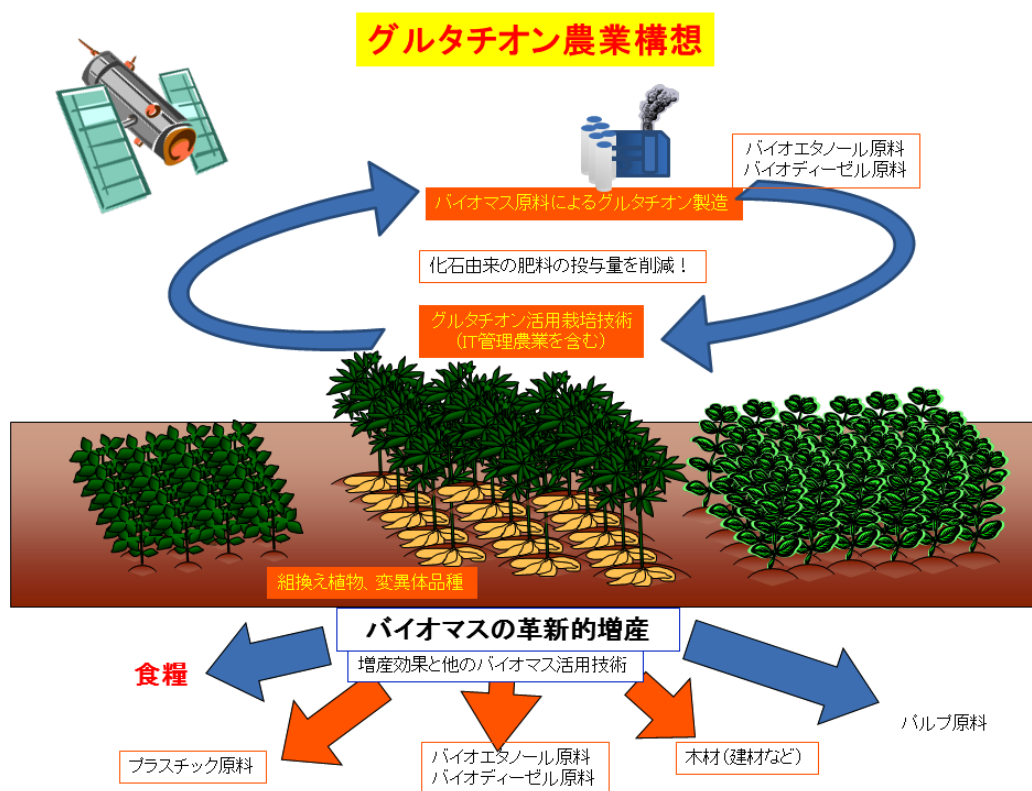 グルタチオン農業構想
バイオエタノール原料
バイオディーゼル原料
バイオマス原料によるグルタチオン製造
化石由来の肥料の投与量を削減！
グルタチオン活用栽培技術
（IT管理農業を含む）
組換え植物、変異体品種
バイオマスの革新的増産
増産効果と他のバイオマス活用技術
食糧
パルプ原料
プラスチック原料
バイオエタノール原料
バイオディーゼル原料
木材（建材など）